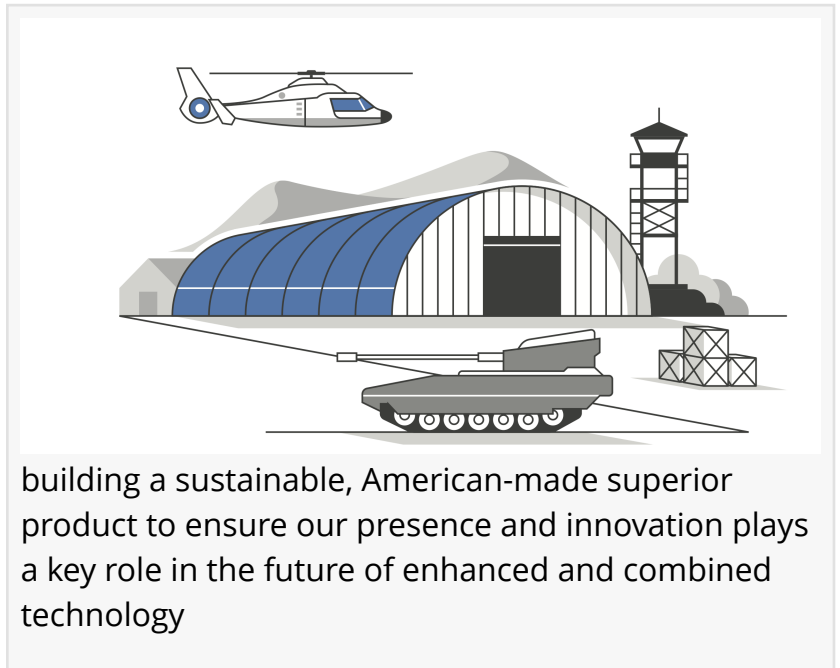 building a sustainable, American-made superior
product to ensure our presence and innovation plays
a key role in the future of enhanced and combined
technology